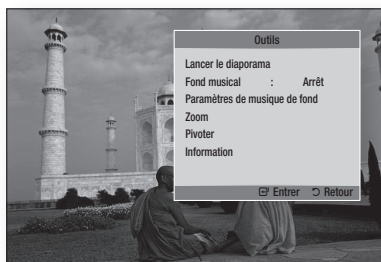 Outils
Lancer le diaporama
Fond musical : Arrêt
Paramètres de musique de fond
Zoom
Pivoter
Information
Entrer Retour